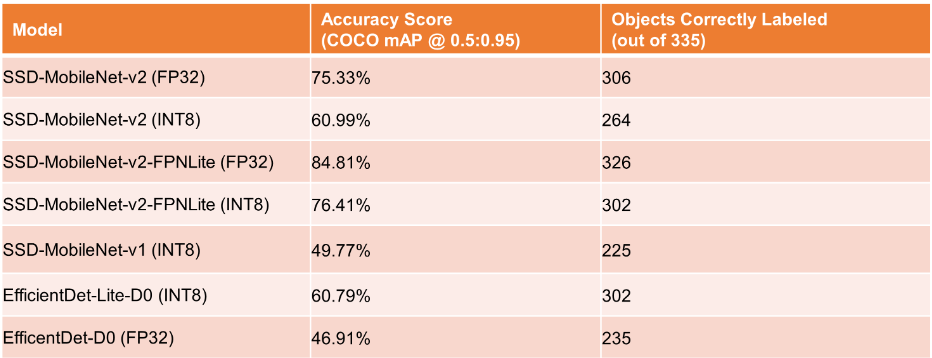 Model
Accuracy Score
(COCO mAP @ 0.5:0.95)
Objects Correctly Labeled
(out of 335)
SSD-MobileNet-v2 (FP32) 75.33% 306
SSD-MobileNet-v2 (INT8) 60.99% 264
SSD-MobileNet-v2-FPNLite (FP32) 84.81% 326
SSD-MobileNet-v2-FPNLite (INT8) 76.41% 302
SSD-MobileNet-v1 (INT8) 49.77% 225
EfficientDet-Lite-D0 (INT8) 60.79% 302
EfficentDet-D0 (FP32) 46.91% 235